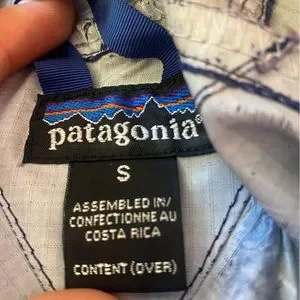 patagonia®
S
ASSEMBLED IN/
CONFECTIONNE AU
COSTA RICA
CONTENT (OVER)